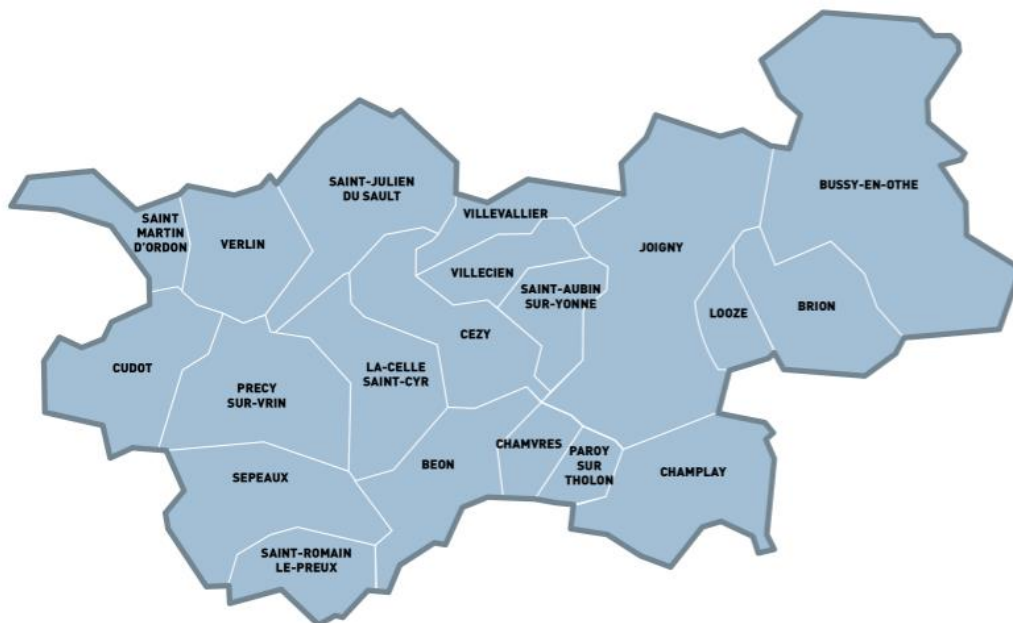 BUSSY-EN-OTHE
SAINT-JULIEN
DU SAULT
VILLEVALLIER
SAINT
MARTIN
D'ORDON
VERLIN
JOIGNY
VILLECIEN
SAINT-AUBIN
SUR-YONNE
LOOZE
BRION
CEZY
CUDOT
LA-CELLE
SAINT-CYR
PRECY
SUR-VRIN
CHAMVRES
PAROY
SUR
THOLON
BEON
CHAMPLAY
SEPEAUX
SAINT-ROMAIN
LE-PREUX